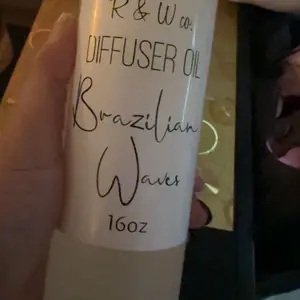 R & W co.
DIFFUSER OIL
Brazilian
Waves
16oz